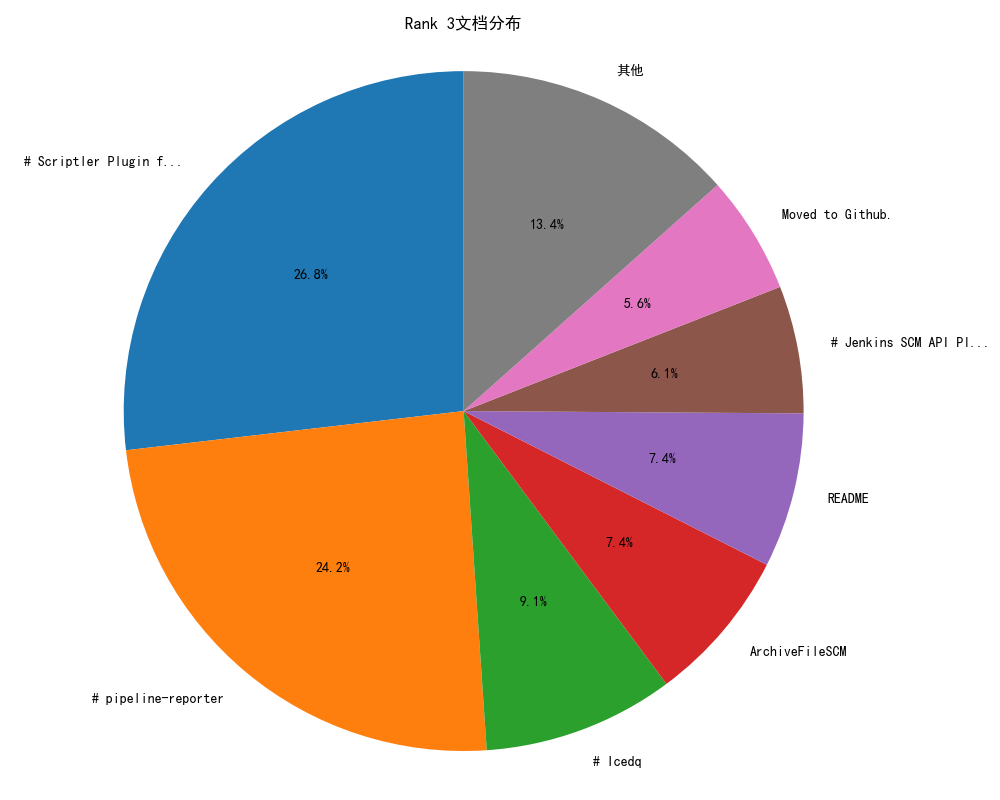 Rank 3文档分布
其他
# Scriptler Plugin f...
Moved to Github.
13.4%
26.8%
5.6%
# Jenkins SCM API Pl...
6.1%
7.4%
README
7.4%
24.2%
9.1%
ArchiveFileSCM
# pipeline-reporter
# Icedq